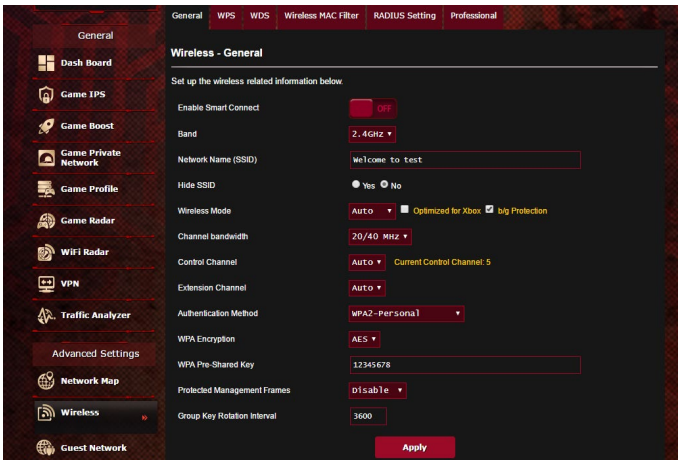 General WPS WDS Wireless MAC Filter RADIUS Setting Professional
General
Dash Board
Game IPS
Game Boost
Game Private
Network
Game Profile
Game Radar
WiFi Radar
VPN
Traffic Analyzer
Advanced Settings
Network Map
Wireless
Guest Network
Wireless - General
Set up the wireless related information below.
Enable Smart Connect OFF
Band 2.4GHz
Network Name (SSID) Welcome to test
Hide SSID Yes No
Wireless Mode Auto Optimized for Xbox b/g Protection
Channel bandwidth 20/40 MHz
Control Channel Auto Current Control Channel: 5
Extension Channel Auto
Authentication Method WPA2-Personal
WPA Encryption AES
WPA Pre-Shared Key 12345678
Protected Management Frames Disable
Group Key Rotation Interval 3600
Apply